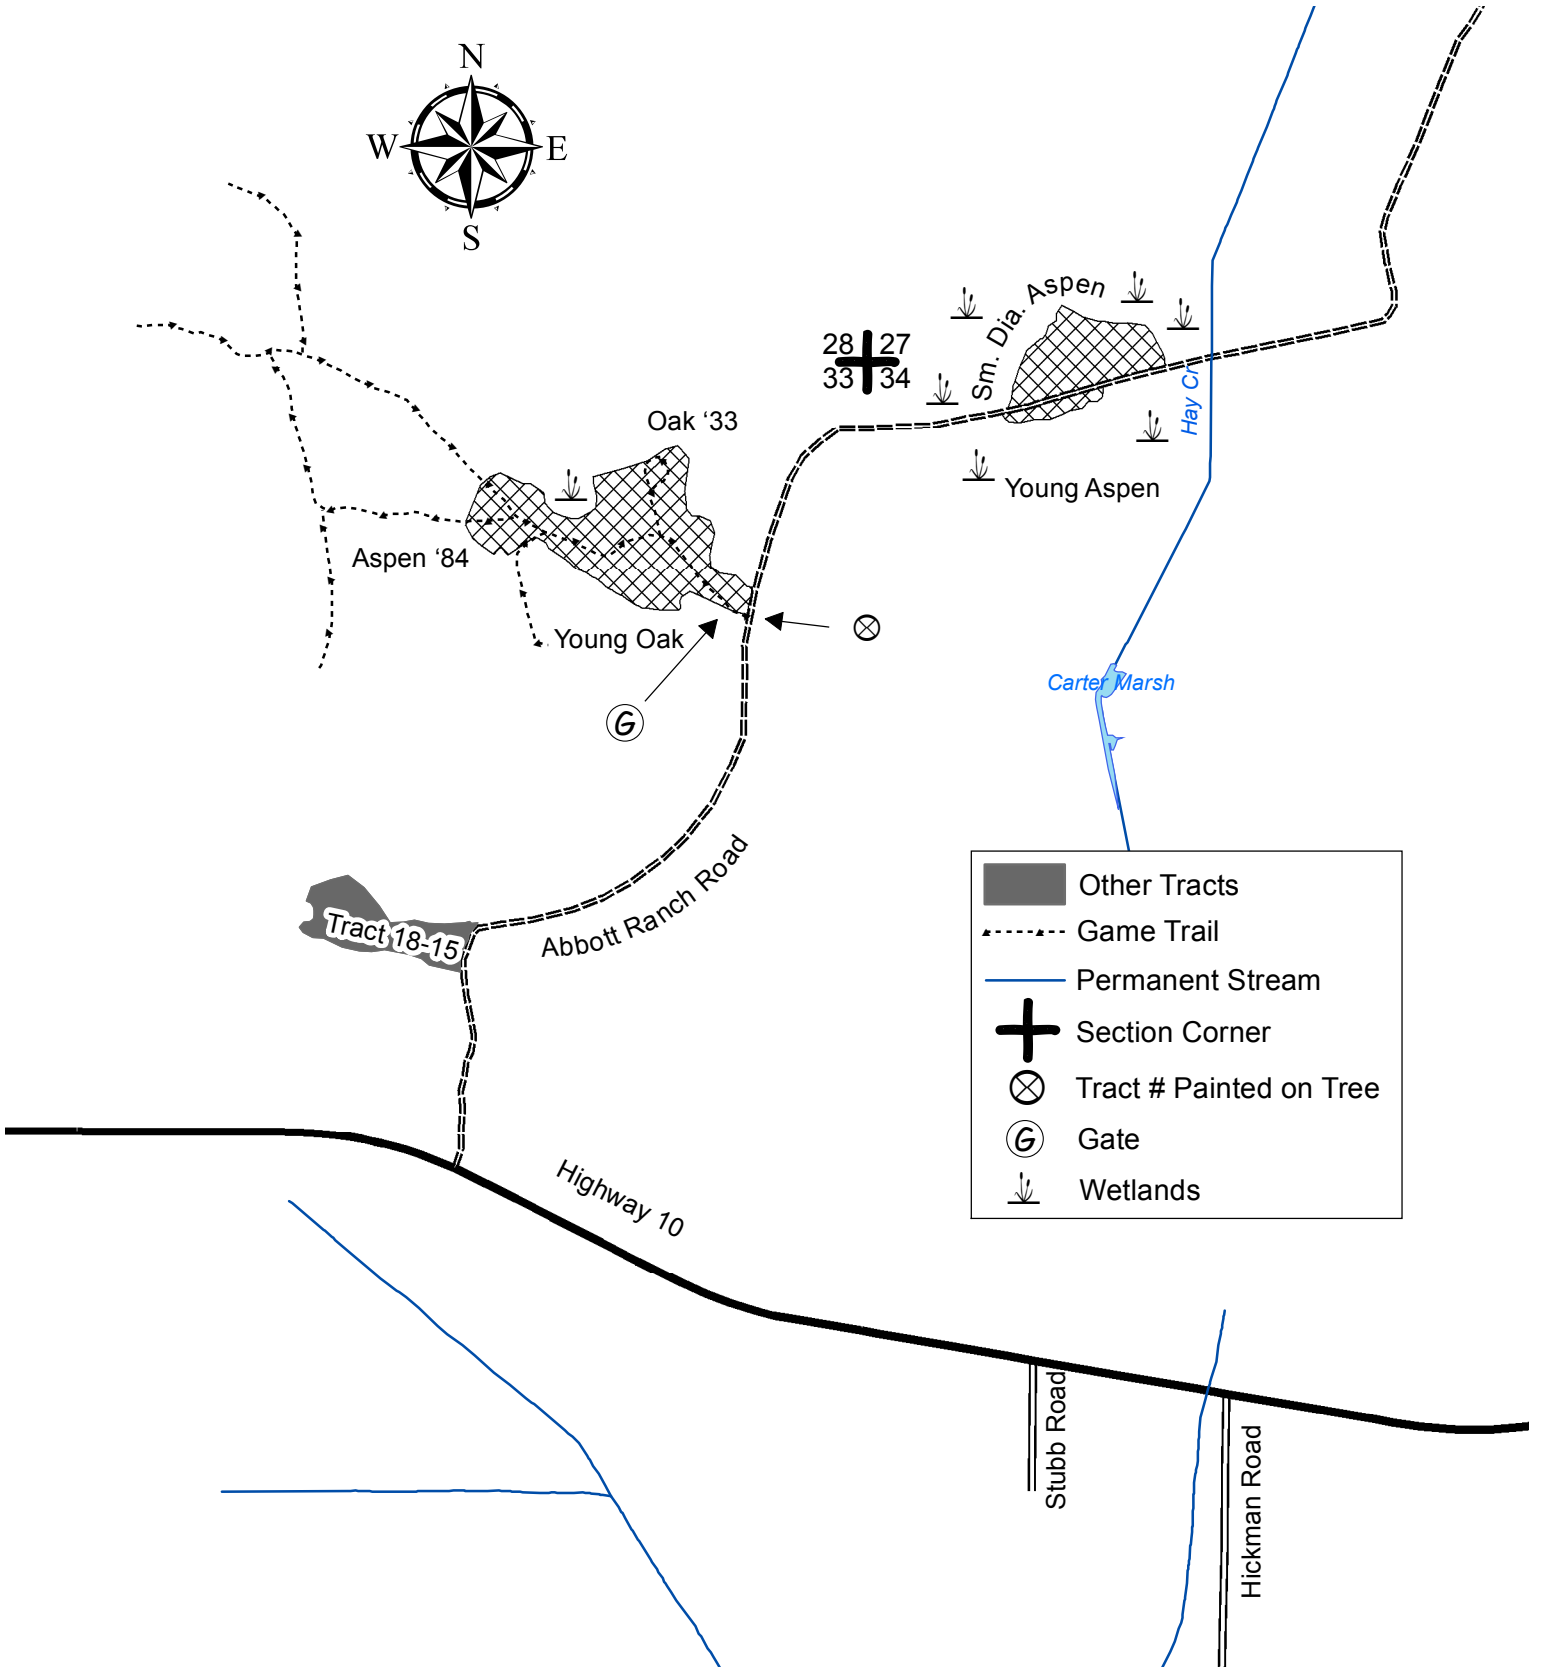 N
W
E
S
Sm. Dia. Aspen
28 27
33 34
Hay Cr
Oak ‘33
Young Aspen
Aspen ‘84
Young Oak
Carter Marsh
G
Abbott Ranch Road
Tract 18-15
Other Tracts
Game Trail
Permanent Stream
Section Corner
Tract # Painted on Tree
G
Gate
Wetlands
Highway 10
Stubb Road
Hickman Road